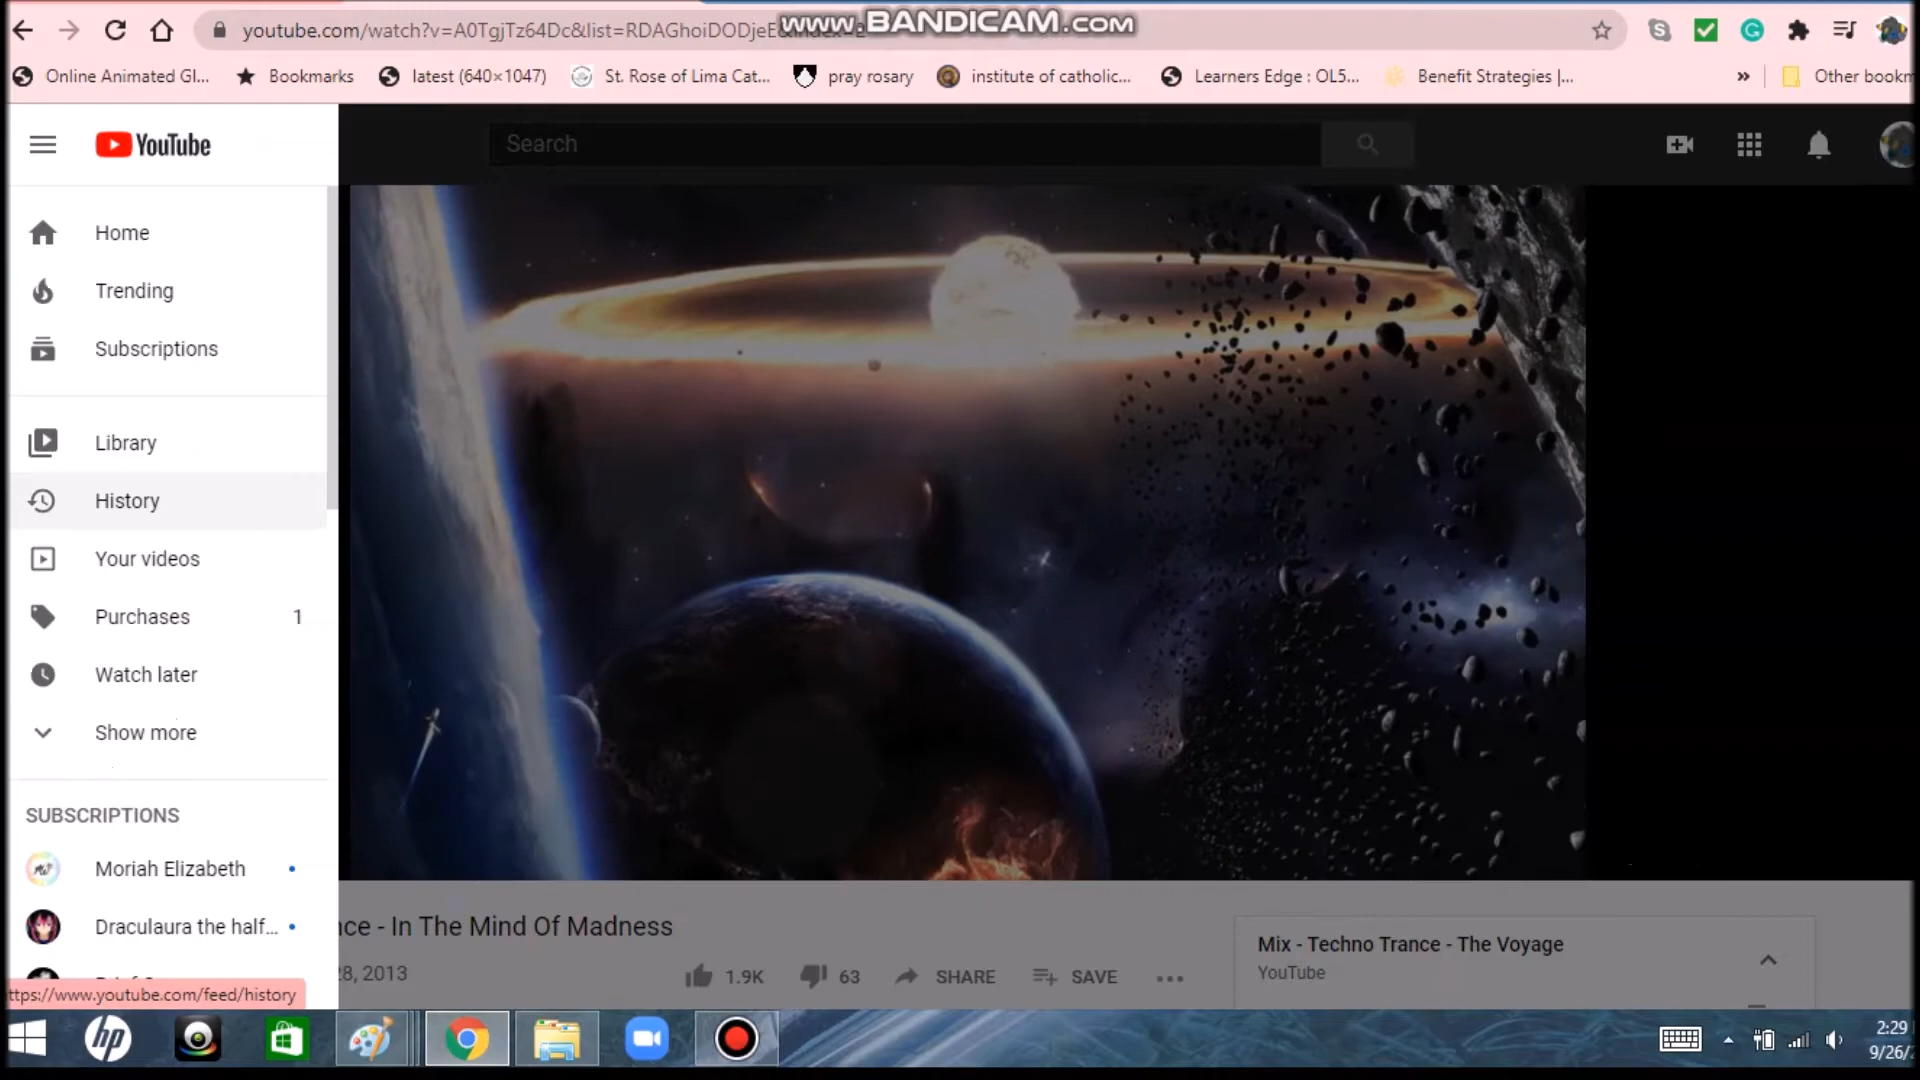 www.BANDICAM.com
youtube.com/watch?v=A0TgjTz64Dc&list=RDAGhoiDODjeE
Online Animated Gl...
Bookmarks
latest (640×1047)
St. Rose of Lima Cat...
pray rosary
institute of catholic...
Learners Edge : OL5...
Benefit Strategies |...
»
Other bookm
YouTube
Search
Home
Trending
Subscriptions
Library
History
Your videos
Purchases 1
Watch later
Show more
SUBSCRIPTIONS
Moriah Elizabeth
Draculaura the half...
nce - In The Mind Of Madness
28, 2013
1.9K
63
SHARE
SAVE
Mix - Techno Trance - The Voyage
YouTube
ttps://www.youtube.com/feed/history
hp
2:29
9/26/